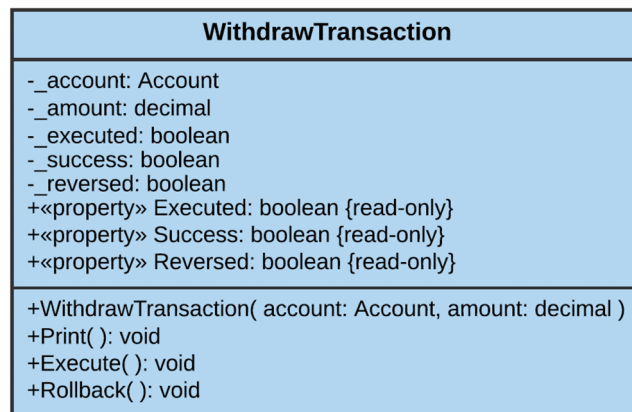 WithdrawTransaction
-_account: Account
-_amount: decimal
-_executed: boolean
-_success: boolean
-_reversed: boolean
+«property» Executed: boolean {read-only}
+«property» Success: boolean {read-only}
+«property» Reversed: boolean {read-only}
+WithdrawTransaction( account: Account, amount: decimal )
+Print( ): void
+Execute( ): void
+Rollback( ): void